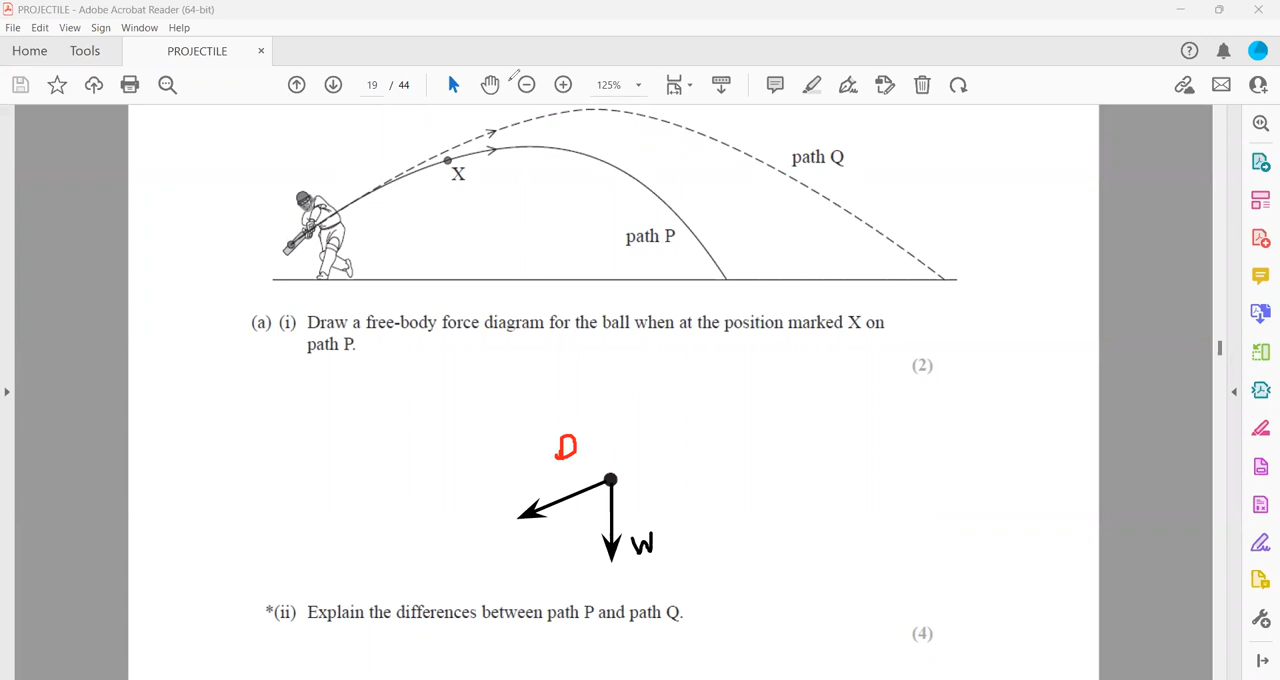 PROJECTILE - Adobe Acrobat Reader (64-bit)
File Edit View Sign Window Help
Home Tools PROJECTILE ×
19 / 44 125%
path Q
X
path P
(a) (i) Draw a free-body force diagram for the ball when at the position marked X on
path P.
(2)
D
W
*(ii) Explain the differences between path P and path Q.
(4)